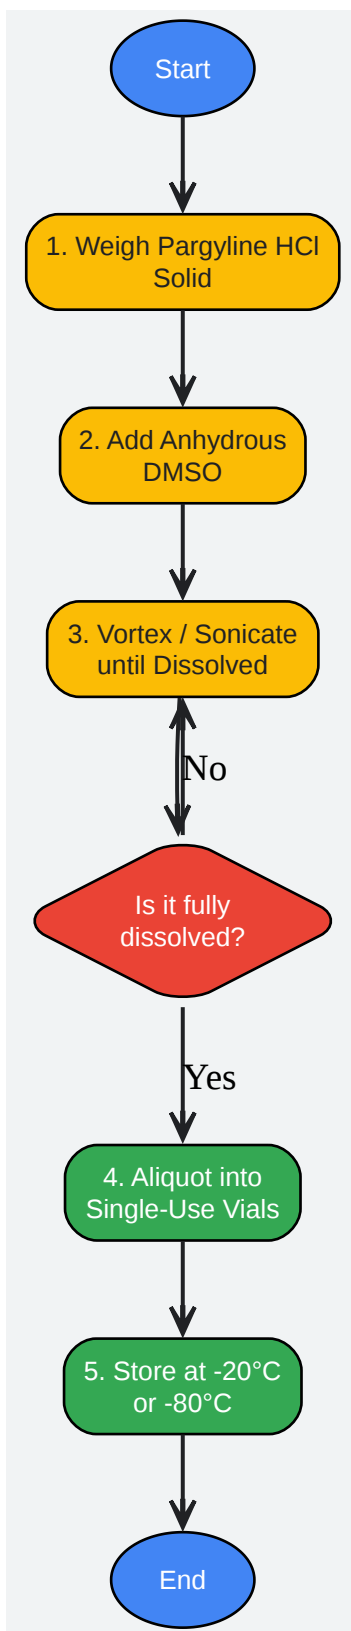 Start
1. Weigh Pargyline HCl
Solid
2. Add Anhydrous
DMSO
3. Vortex / Sonicate
until Dissolved
No
Is it fully
dissolved?
Yes
4. Aliquot into
Single-Use Vials
5. Store at -20°C
or -80°C
End